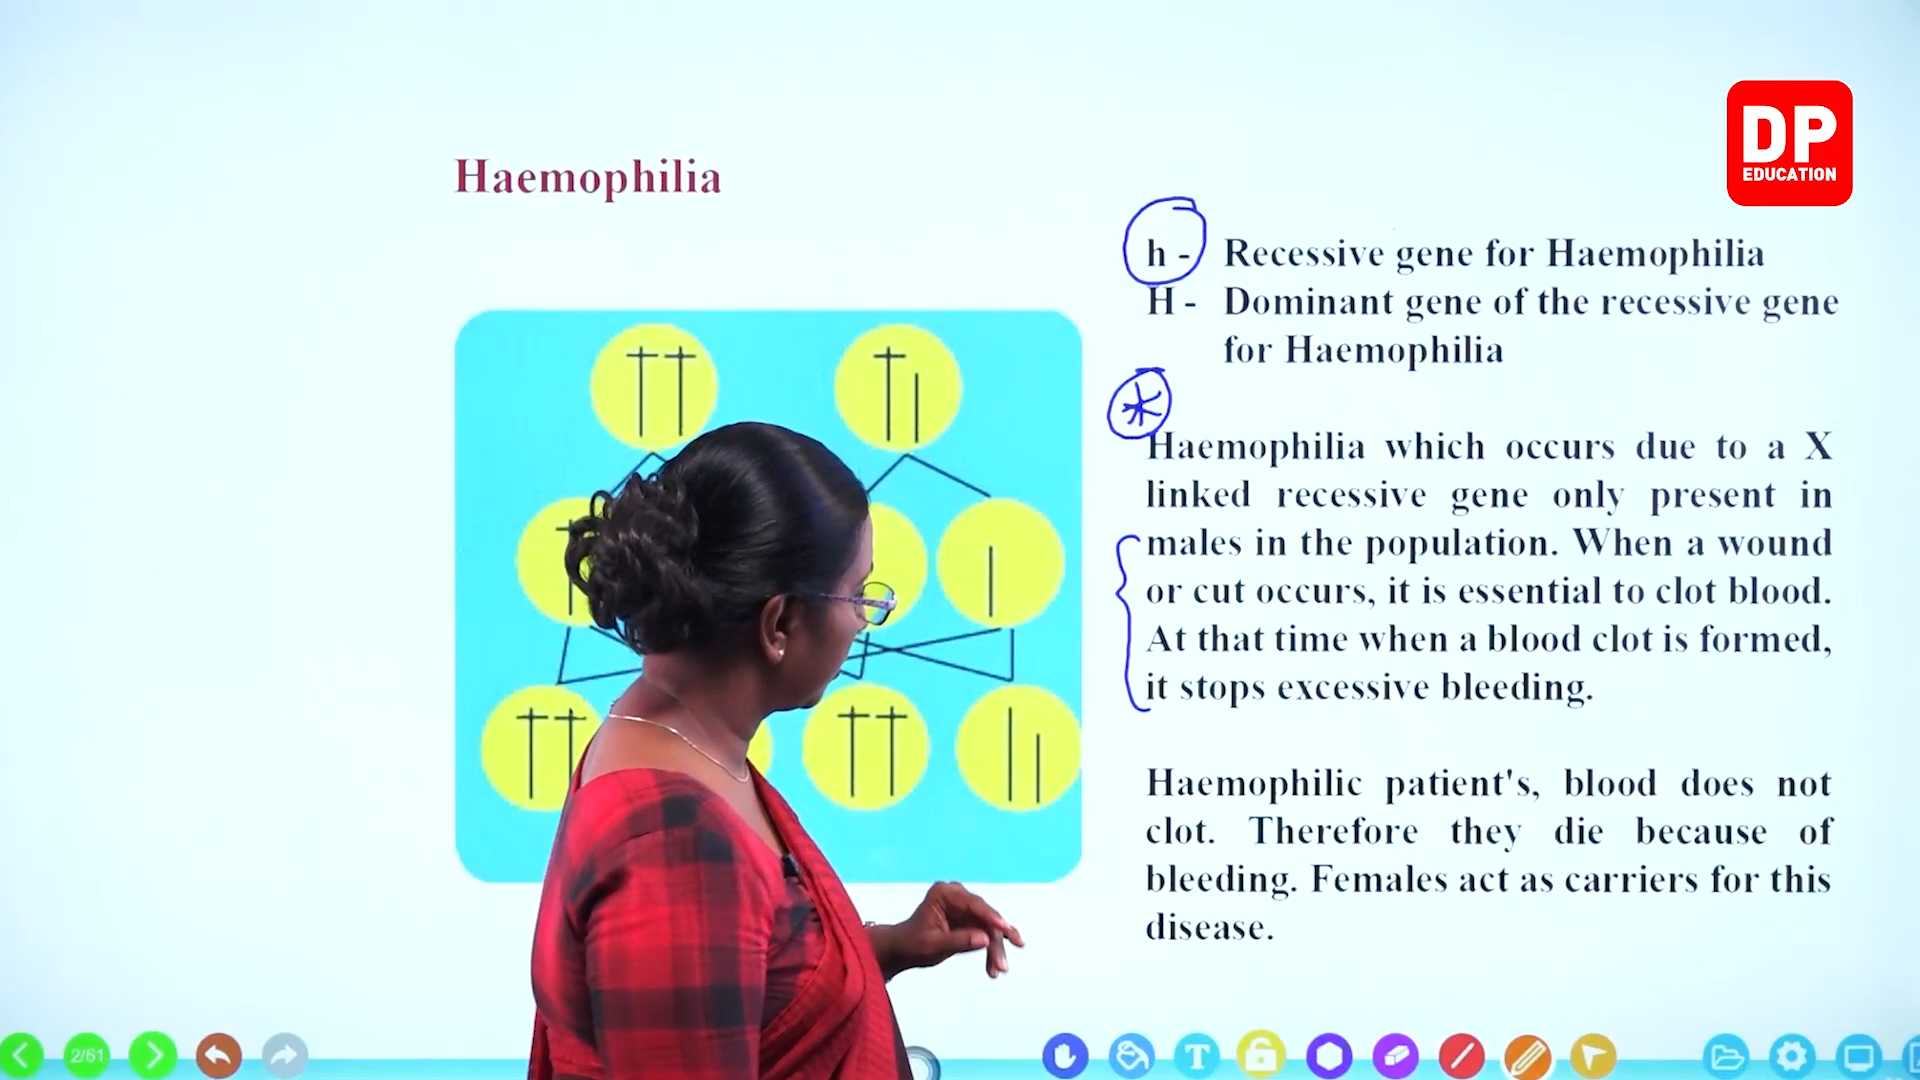 DP
EDUCATION
Haemophilia
h - Recessive gene for Haemophilia
H - Dominant gene of the recessive gene
for Haemophilia
Haemophilia which occurs due to a X
linked recessive gene only present in
males in the population. When a wound
or cut occurs, it is essential to clot blood.
At that time when a blood clot is formed,
it stops excessive bleeding.
Haemophilic patient's, blood does not
clot. Therefore they die because of
bleeding. Females act as carriers for this
disease.
2/61
T